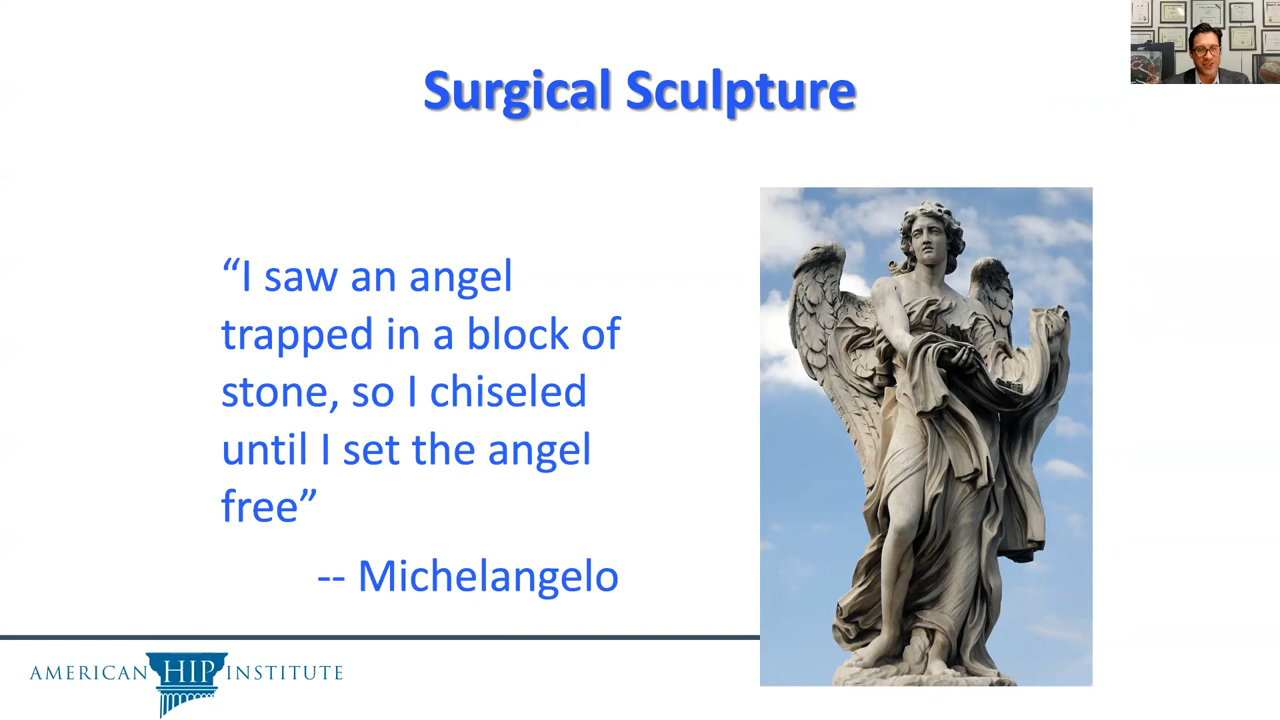 Surgical Sculpture
“I saw an angel
trapped in a block of
stone, so I chiseled
until I set the angel
free”
-- Michelangelo
AMERICAN HIP INSTITUTE